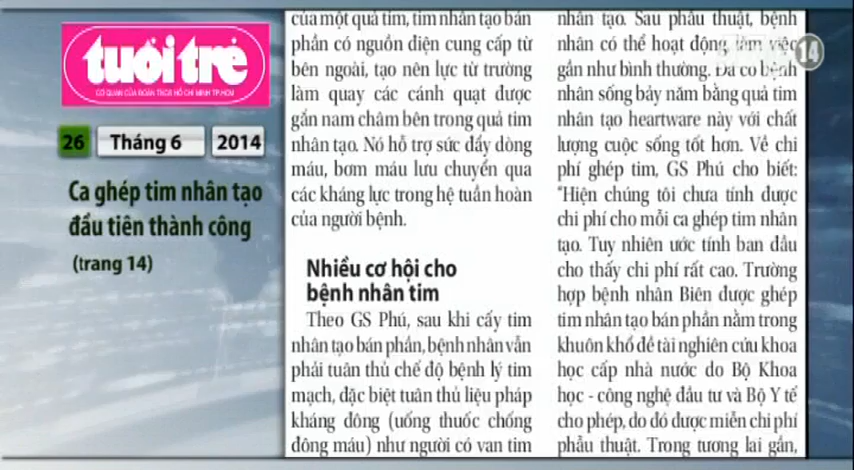 tuổi trẻ
CƠ QUAN CỦA ĐOÀN TNCS HỒ CHÍ MINH TP.HCM
26 Tháng 6 2014
Ca ghép tim nhân tạo
đầu tiên thành công
(trang 14)
của một quả tim, tim nhân tạo bán
phần có nguồn điện cung cấp từ
bên ngoài, tạo nên lực từ trường
làm quay các cánh quạt được
gắn nam châm bên trong quả tim
nhân tạo. Nó hỗ trợ sức đẩy dòng
máu, bơm máu lưu chuyển qua
các kháng lực trong hệ tuần hoàn
của người bệnh.
Nhiều cơ hội cho
bệnh nhân tim
Theo GS Phú, sau khi cấy tim
nhân tạo bán phần, bệnh nhân vẫn
phải tuân thủ chế độ bệnh lý tim
mạch, đặc biệt tuân thủ liệu pháp
kháng đông (uống thuốc chống
đông máu) như người có van tim
nhân tạo. Sau phẫu thuật, bệnh
nhân có thể hoạt động, làm việc
gần như bình thường. Đã có bệnh
nhân sống bảy năm bằng quả tim
nhân tạo heartware này với chất
lượng cuộc sống tốt hơn. Về chi
phí ghép tim, GS Phú cho biết:
"Hiện chúng tôi chưa tính được
chi phí cho mỗi ca ghép tim nhân
tạo. Tuy nhiên ước tính ban đầu
cho thấy chi phí rất cao. Trường
hợp bệnh nhân Biên được ghép
tim nhân tạo bán phần nằm trong
khuôn khổ đề tài nghiên cứu khoa
học cấp nhà nước do Bộ Khoa
học - công nghệ đầu tư và Bộ Y tế
cho phép, do đó được miễn chi phí
phẫu thuật. Trong tương lai gần,
14